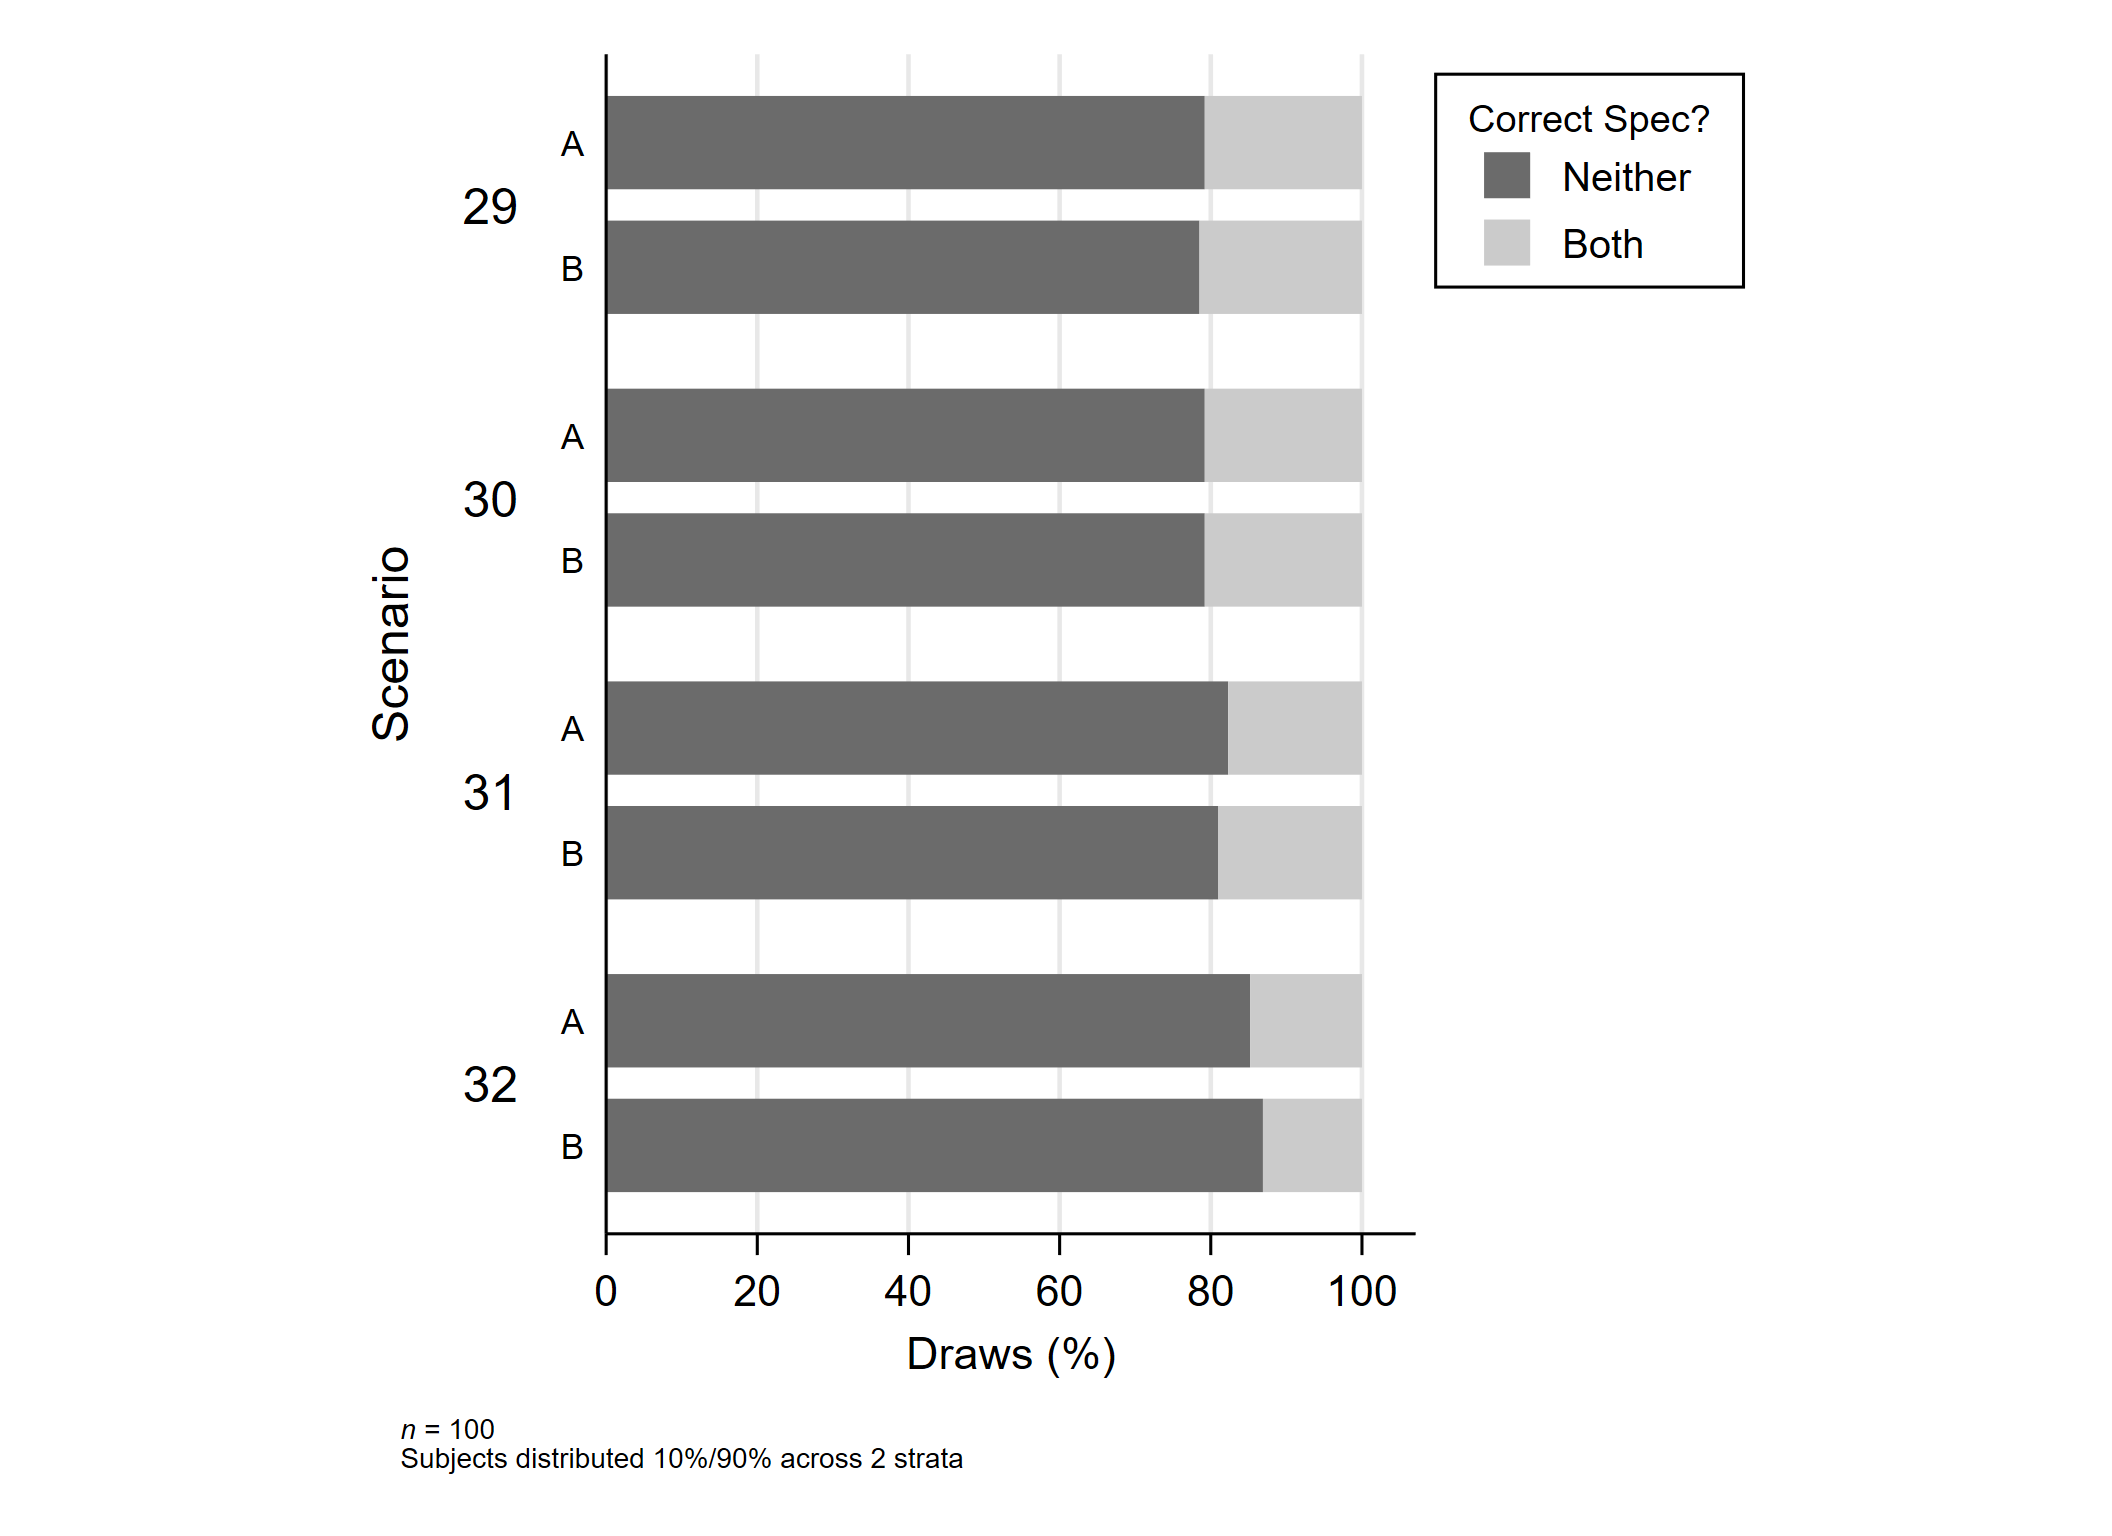 Correct Spec?
Neither
Both
Scenario
29
A
B
30
A
B
31
A
B
32
A
B
0 20 40 60 80 100
Draws (%)
n = 100
Subjects distributed 10%/90% across 2 strata